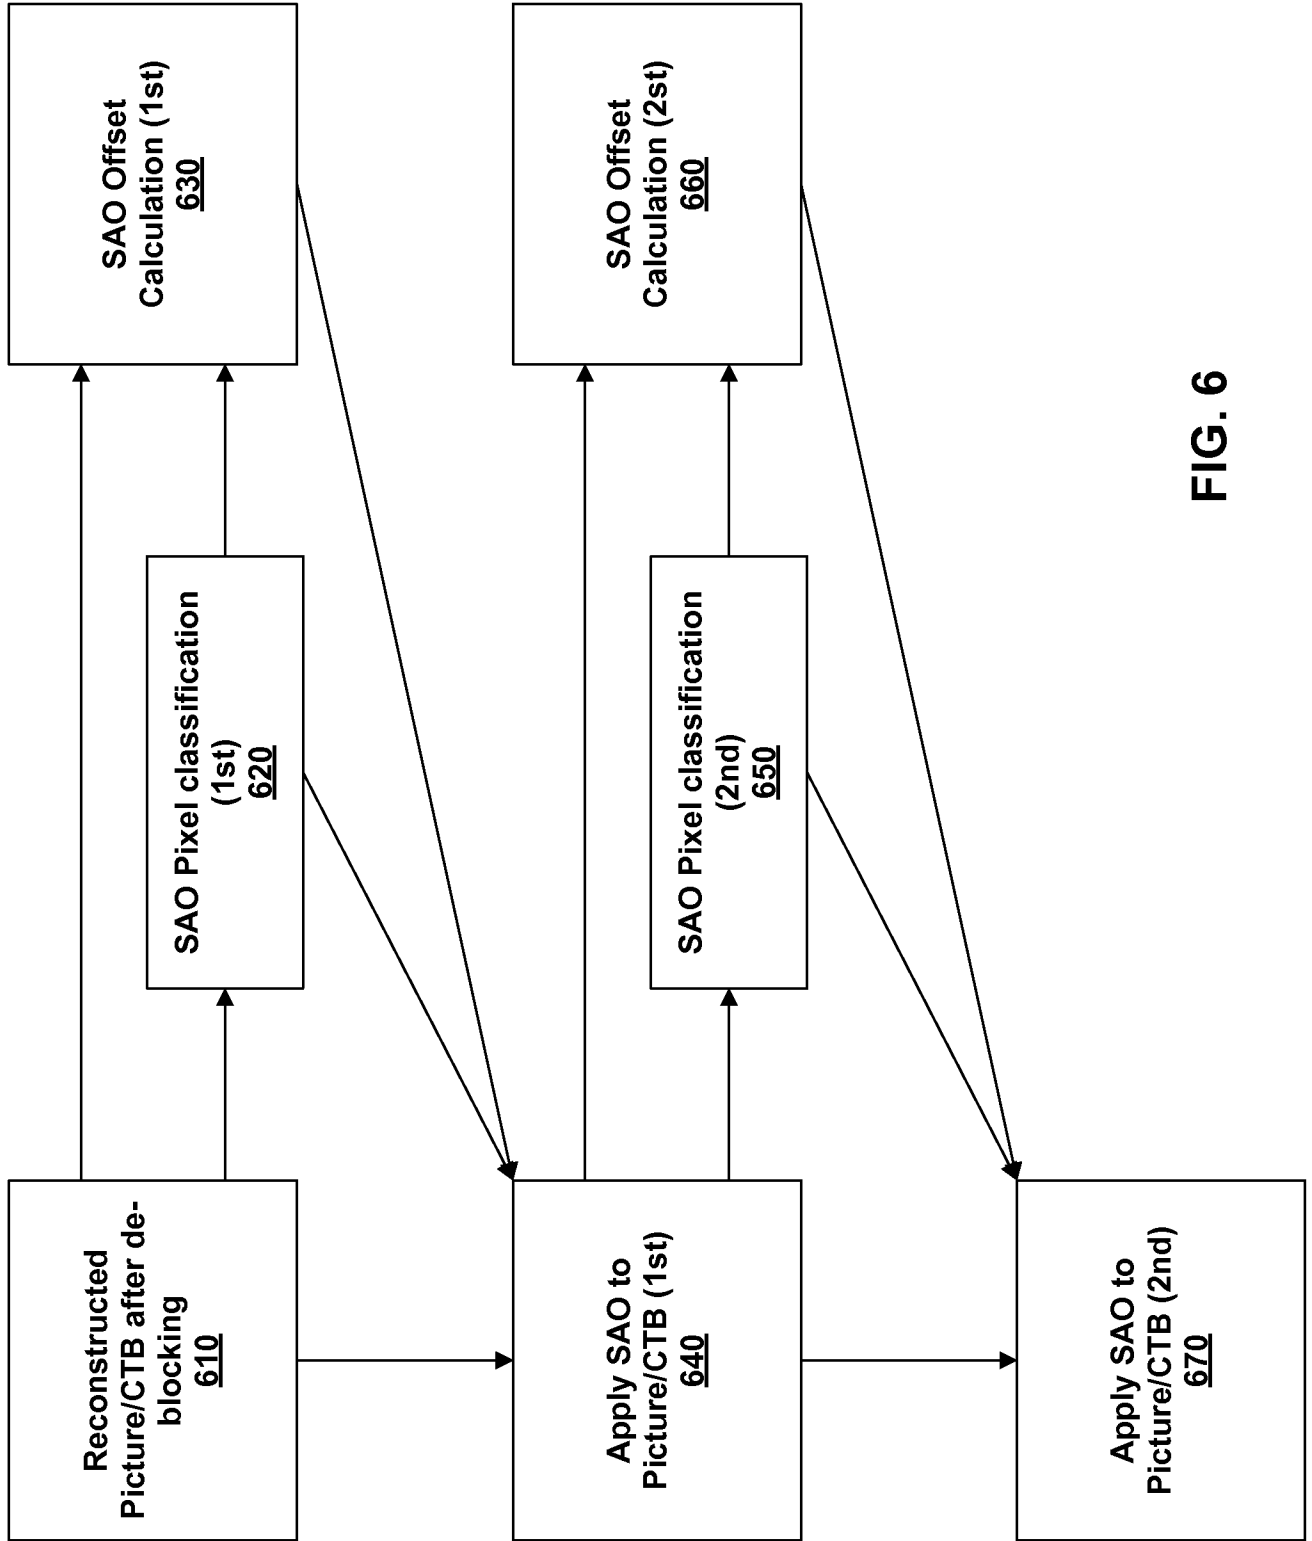 Reconstructed
Picture/CTB after de-
blocking
610
SAO Pixel classification
(1st)
620
SAO Offset
Calculation (1st)
630
Apply SAO to
Picture/CTB (1st)
640
SAO Pixel classification
(2nd)
650
SAO Offset
Calculation (2st)
660
Apply SAO to
Picture/CTB (2nd)
670
FIG. 6